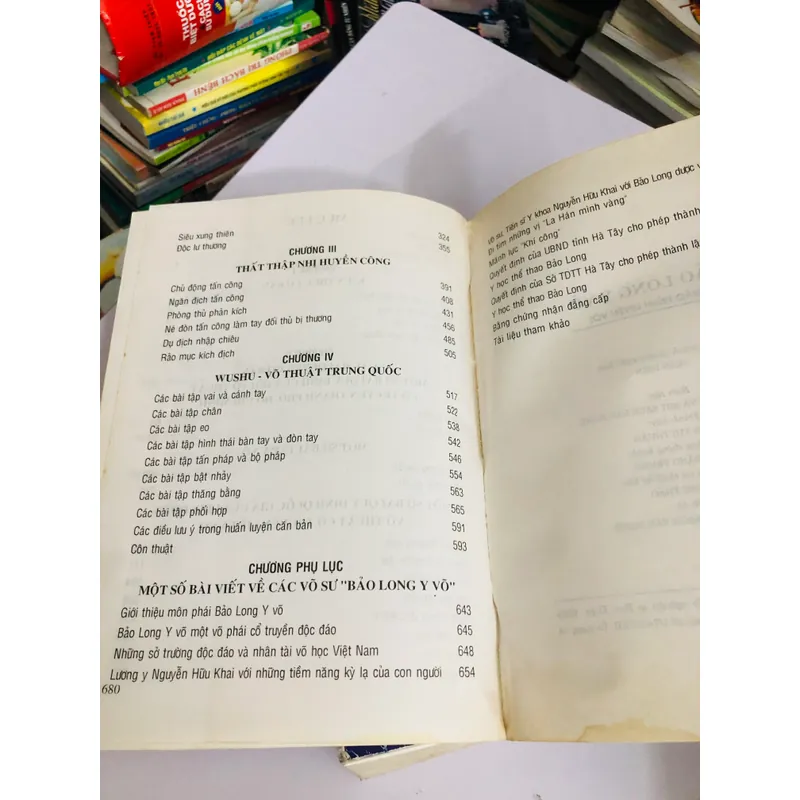 THUỐC
PHÒNG TRỊ BÁCH BỆNH
Siêu xung thiên 324
Độc lư thương 355
CHƯƠNG III
THẤT THẬP NHỊ HUYỀN CÔNG
Chủ động tấn công 391
Ngăn địch tấn công 408
Phòng thủ phản kích 431
Né đòn tấn công làm tay đối thủ bị thương 456
Dụ địch nhập chiêu 485
Rào mục kích địch 505
CHƯƠNG IV
WUSHU - VÕ THUẬT TRUNG QUỐC
Các bài tập vai và cánh tay 517
Các bài tập chân 522
Các bài tập eo 538
Các bài tập hình thái bàn tay và đòn tay 542
Các bài tập tấn pháp và bộ pháp 546
Các bài tập bật nhảy 554
Các bài tập thăng bằng 563
Các bài tập phối hợp 565
Các điều lưu ý trong huấn luyện căn bản 591
Côn thuật 593
CHƯƠNG PHỤ LỤC
MỘT SỐ BÀI VIẾT VỀ CÁC VÕ SƯ "BẢO LONG Y VÕ"
Giới thiệu môn phái Bảo Long Y võ 643
Bảo Long Y võ một võ phái cổ truyền độc đáo 645
Những sở trường độc đáo và nhân tài võ học Việt Nam 648
Lương y Nguyễn Hữu Khai với những tiềm năng kỳ lạ của con người 654
680
Võ sư, Tiến sĩ Y khoa Nguyễn Hữu Khai với Bảo Long dược v
Đi tìm những vị "La Hán mình vàng"
Mãnh lực "Khí công"
Quyết định của UBND tỉnh Hà Tây cho phép thành
Y học thể thao Bảo Long
Quyết định của Sở TDTT Hà Tây cho phép thành lậ
Y học thể thao Bảo Long
Bằng chứng nhận đẳng cấp
Tài liệu tham khảo